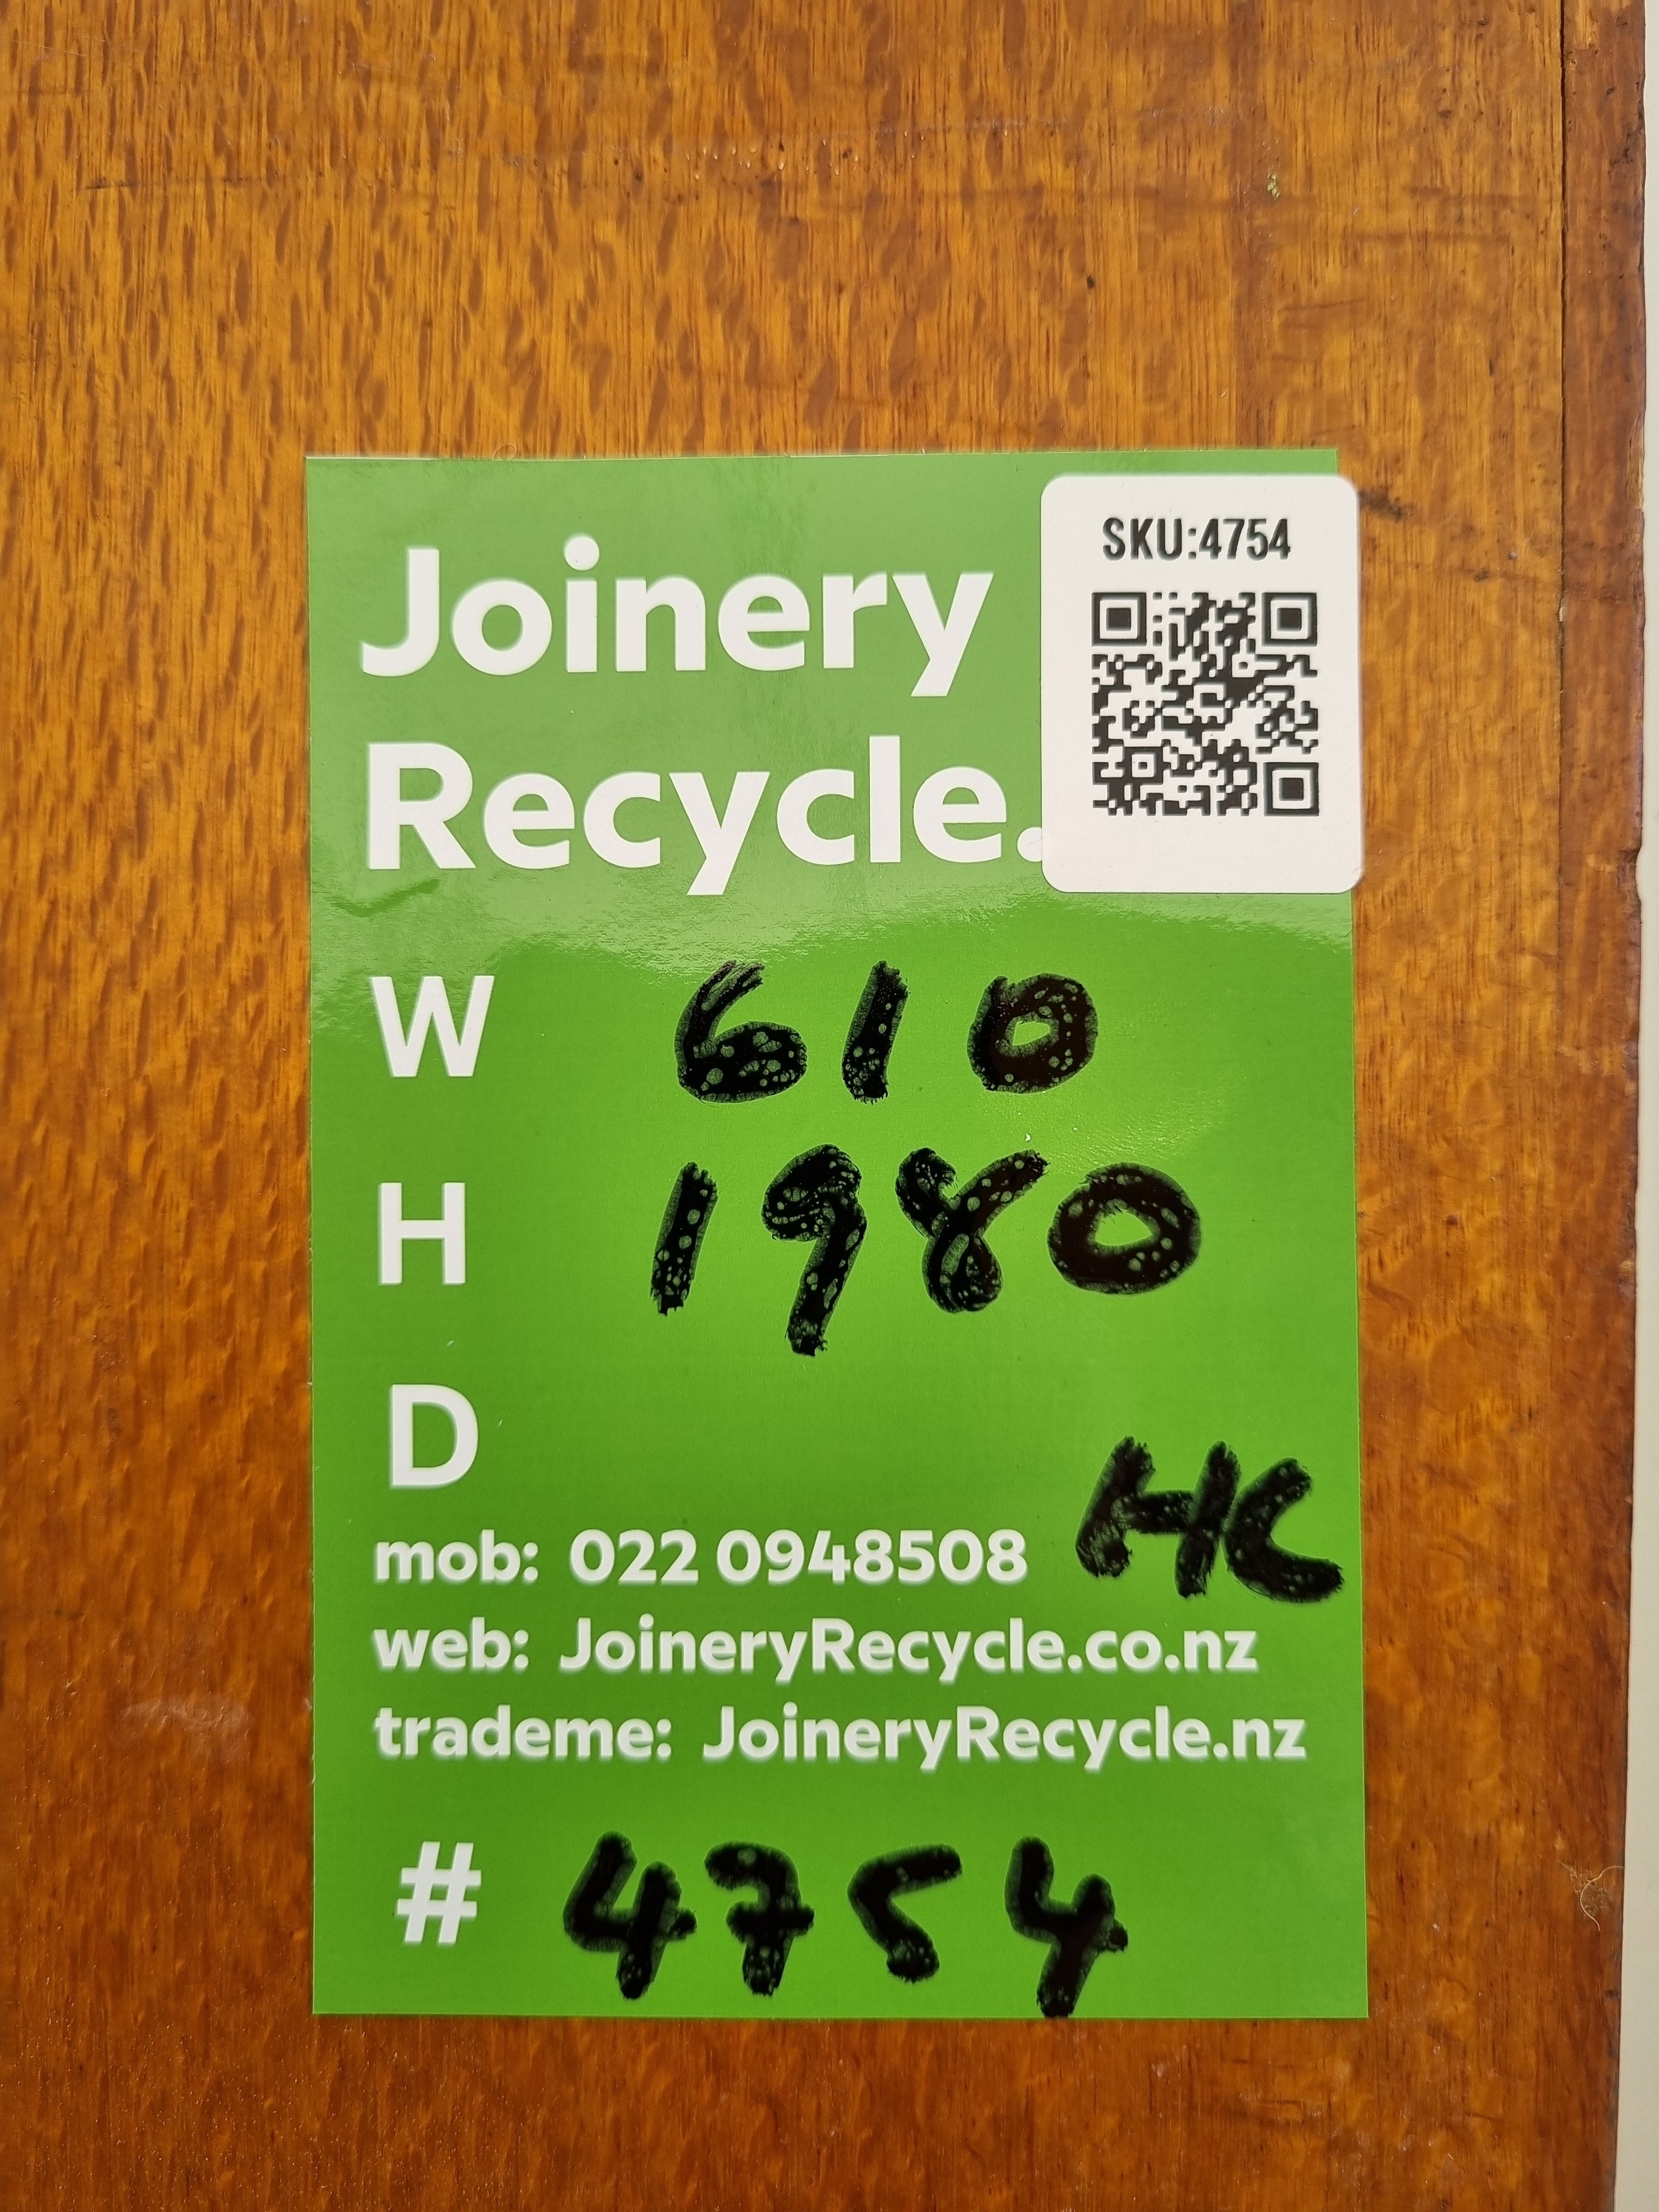 Joinery
Recycle.
SKU:4754
W 610
H 1980
D
HC
mob: 022 0948508
web: JoineryRecycle.co.nz
trademe: JoineryRecycle.nz
# 4754